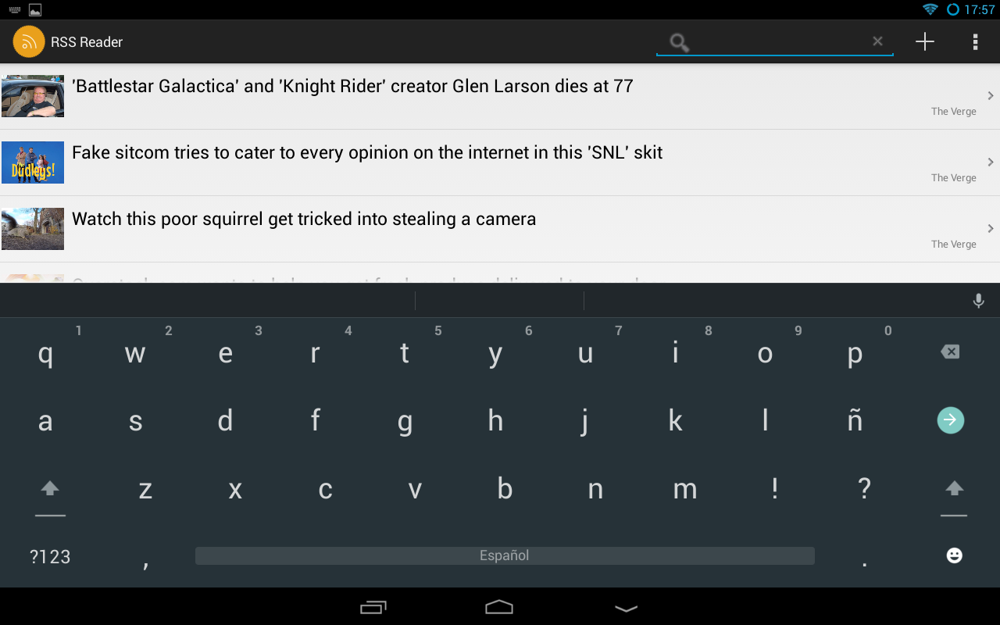 17:57
RSS Reader
'Battlestar Galactica' and 'Knight Rider' creator Glen Larson dies at 77
The Verge
Dudleys!
Fake sitcom tries to cater to every opinion on the internet in this 'SNL' skit
The Verge
Watch this poor squirrel get tricked into stealing a camera
The Verge
1 2 3 4 5 6 7 8 9 0
q w e r t y u i o p
a s d f g h j k l ñ
z x c v b n m ! ?
?123 , Español .